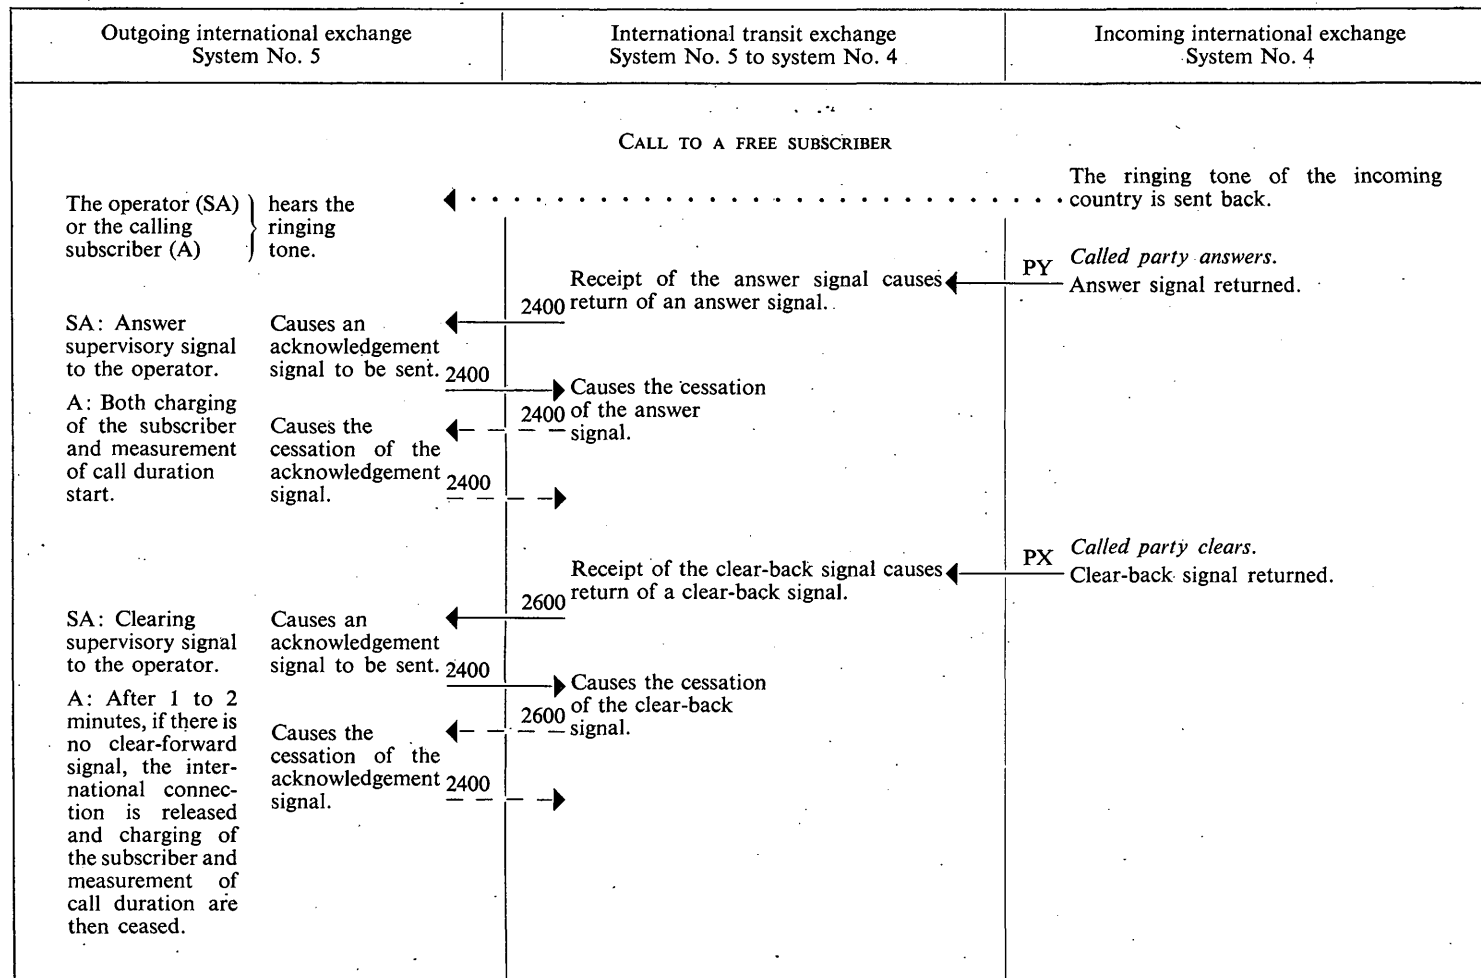 Outgoing international exchange
System No. 5
International transit exchange
System No. 5 to system No. 4
Incoming international exchange
System No. 4
CALL TO A FREE SUBSCRIBER
The ringing tone of the incoming
country is sent back.
The operator (SA)
or the calling
subscriber (A)
hears the
ringing
tone.
PY
Called party answers.
Answer signal returned.
Receipt of the answer signal causes
return of an answer signal.
2400
SA: Answer
supervisory signal
to the operator.
Causes an
acknowledgement
signal to be sent.
2400
Causes the cessation
of the answer
signal.
2400
A: Both charging
of the subscriber
and measurement
of call duration
start.
Causes the
cessation of the
acknowledgement
signal.
2400
PX
Called party clears.
Clear-back signal returned.
Receipt of the clear-back signal causes
return of a clear-back signal.
2600
SA: Clearing
supervisory signal
to the operator.
Causes an
acknowledgement
signal to be sent.
2400
Causes the cessation
of the clear-back
signal.
2600
A: After 1 to 2
minutes, if there is
no clear-forward
signal, the inter-
national connec-
tion is released
and charging of
the subscriber and
measurement of
call duration are
then ceased.
Causes the
cessation of the
acknowledgement
signal.
2400